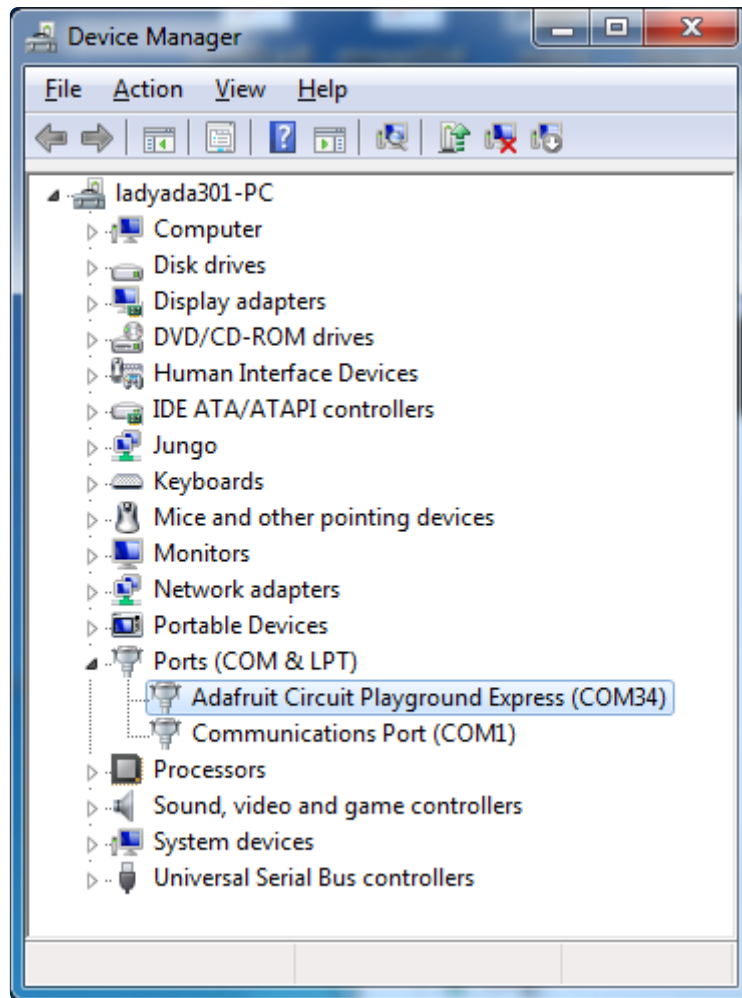 Device Manager
File Action View Help
ladyada301-PC
Computer
Disk drives
Display adapters
DVD/CD-ROM drives
Human Interface Devices
IDE ATA/ATAPI controllers
Jungo
Keyboards
Mice and other pointing devices
Monitors
Network adapters
Portable Devices
Ports (COM & LPT)
Adafruit Circuit Playground Express (COM34)
Communications Port (COM1)
Processors
Sound, video and game controllers
System devices
Universal Serial Bus controllers